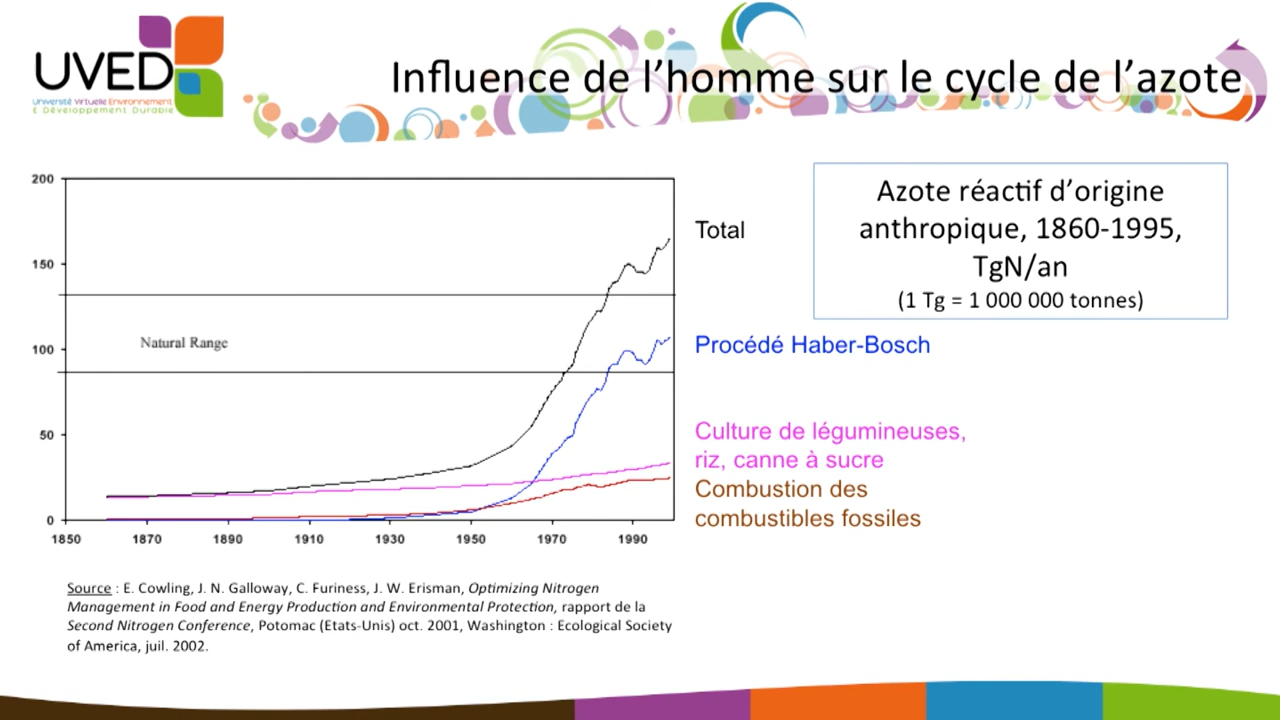 UVED
Université Virtuelle Environnement
& Développement Durable
Influence de l’homme sur le cycle de l’azote
200
150
100
50
0
1850
1870
1890
1910
1930
1950
1970
1990
Natural Range
Total
Procédé Haber-Bosch
Culture de légumineuses,
riz, canne à sucre
Combustion des
combustibles fossiles
Azote réactif d’origine
anthropique, 1860-1995,
TgN/an
(1 Tg = 1 000 000 tonnes)
Source : E. Cowling, J. N. Galloway, C. Furiness, J. W. Erisman, Optimizing Nitrogen
Management in Food and Energy Production and Environmental Protection, rapport de la
Second Nitrogen Conference, Potomac (Etats-Unis) oct. 2001, Washington : Ecological Society
of America, juil. 2002.